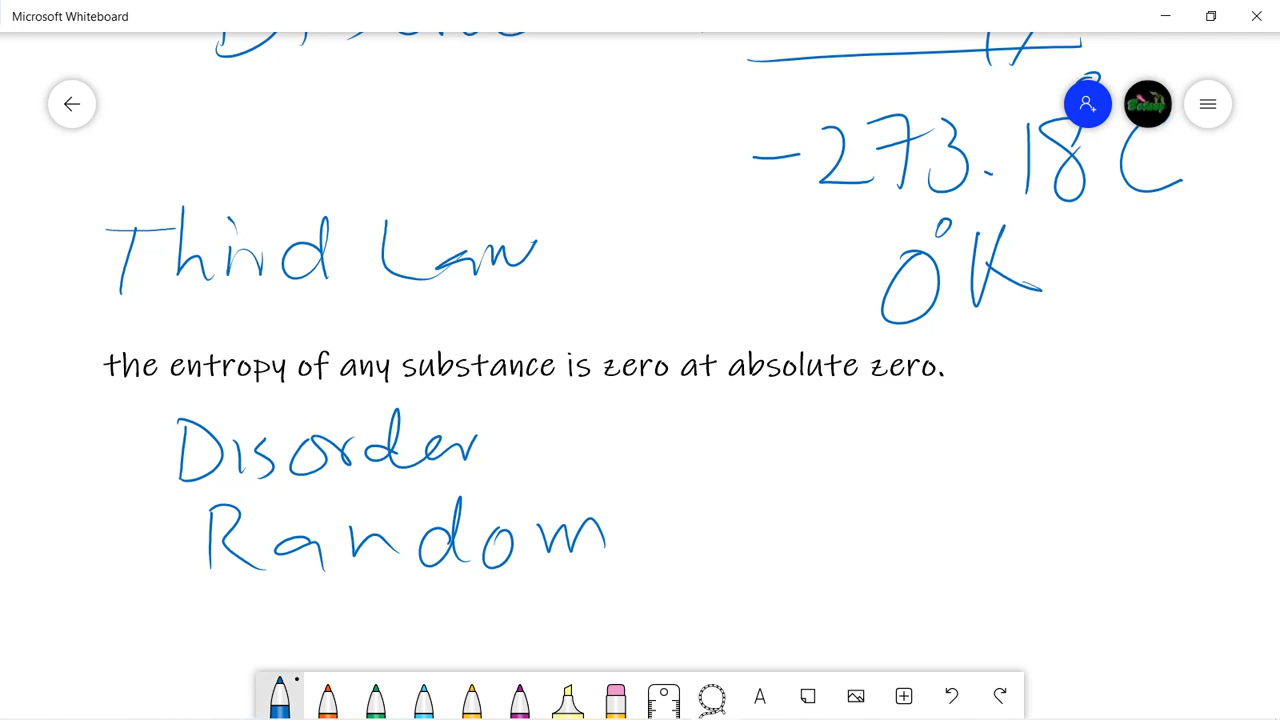 Microsoft Whiteboard
-273.18°C
Third Law
0°K
the entropy of any substance is zero at absolute zero.
Disorder
Random
A